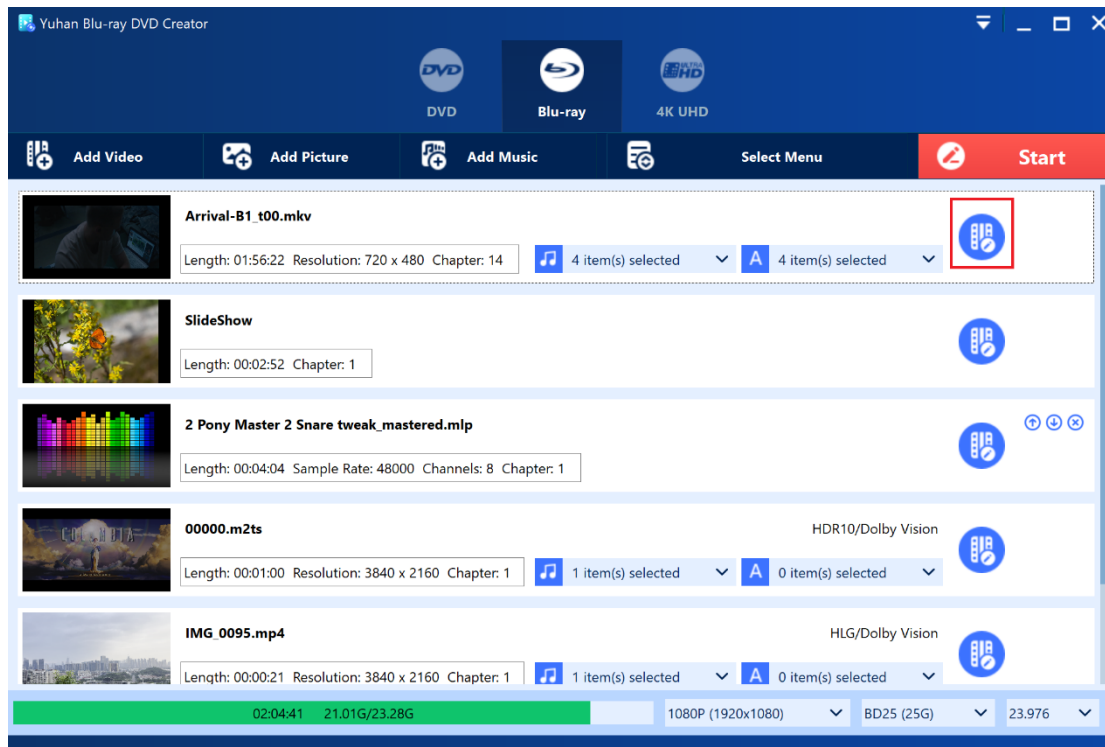 Yuhan Blu-ray DVD Creator
DVD
ULTRA
HD
DVD
Blu-ray
4K UHD
Add Video
Add Picture
Add Music
Select Menu
Start
Arrival-B1_t00.mkv
Length: 01:56:22 Resolution: 720 x 480 Chapter: 14
4 item(s) selected
A
4 item(s) selected
SlideShow
Length: 00:02:52 Chapter: 1
2 Pony Master 2 Snare tweak_mastered.mlp
Length: 00:04:04 Sample Rate: 48000 Channels: 8 Chapter: 1
COLUMBIA
00000.m2ts
HDR10/Dolby Vision
Length: 00:01:00 Resolution: 3840 x 2160 Chapter: 1
1 item(s) selected
A
0 item(s) selected
IMG_0095.mp4
HLG/Dolby Vision
Length: 00:00:21 Resolution: 3840 x 2160 Chapter: 1
1 item(s) selected
A
0 item(s) selected
02:04:41 21.01G/23.28G
1080P (1920x1080)
BD25 (25G)
23.976